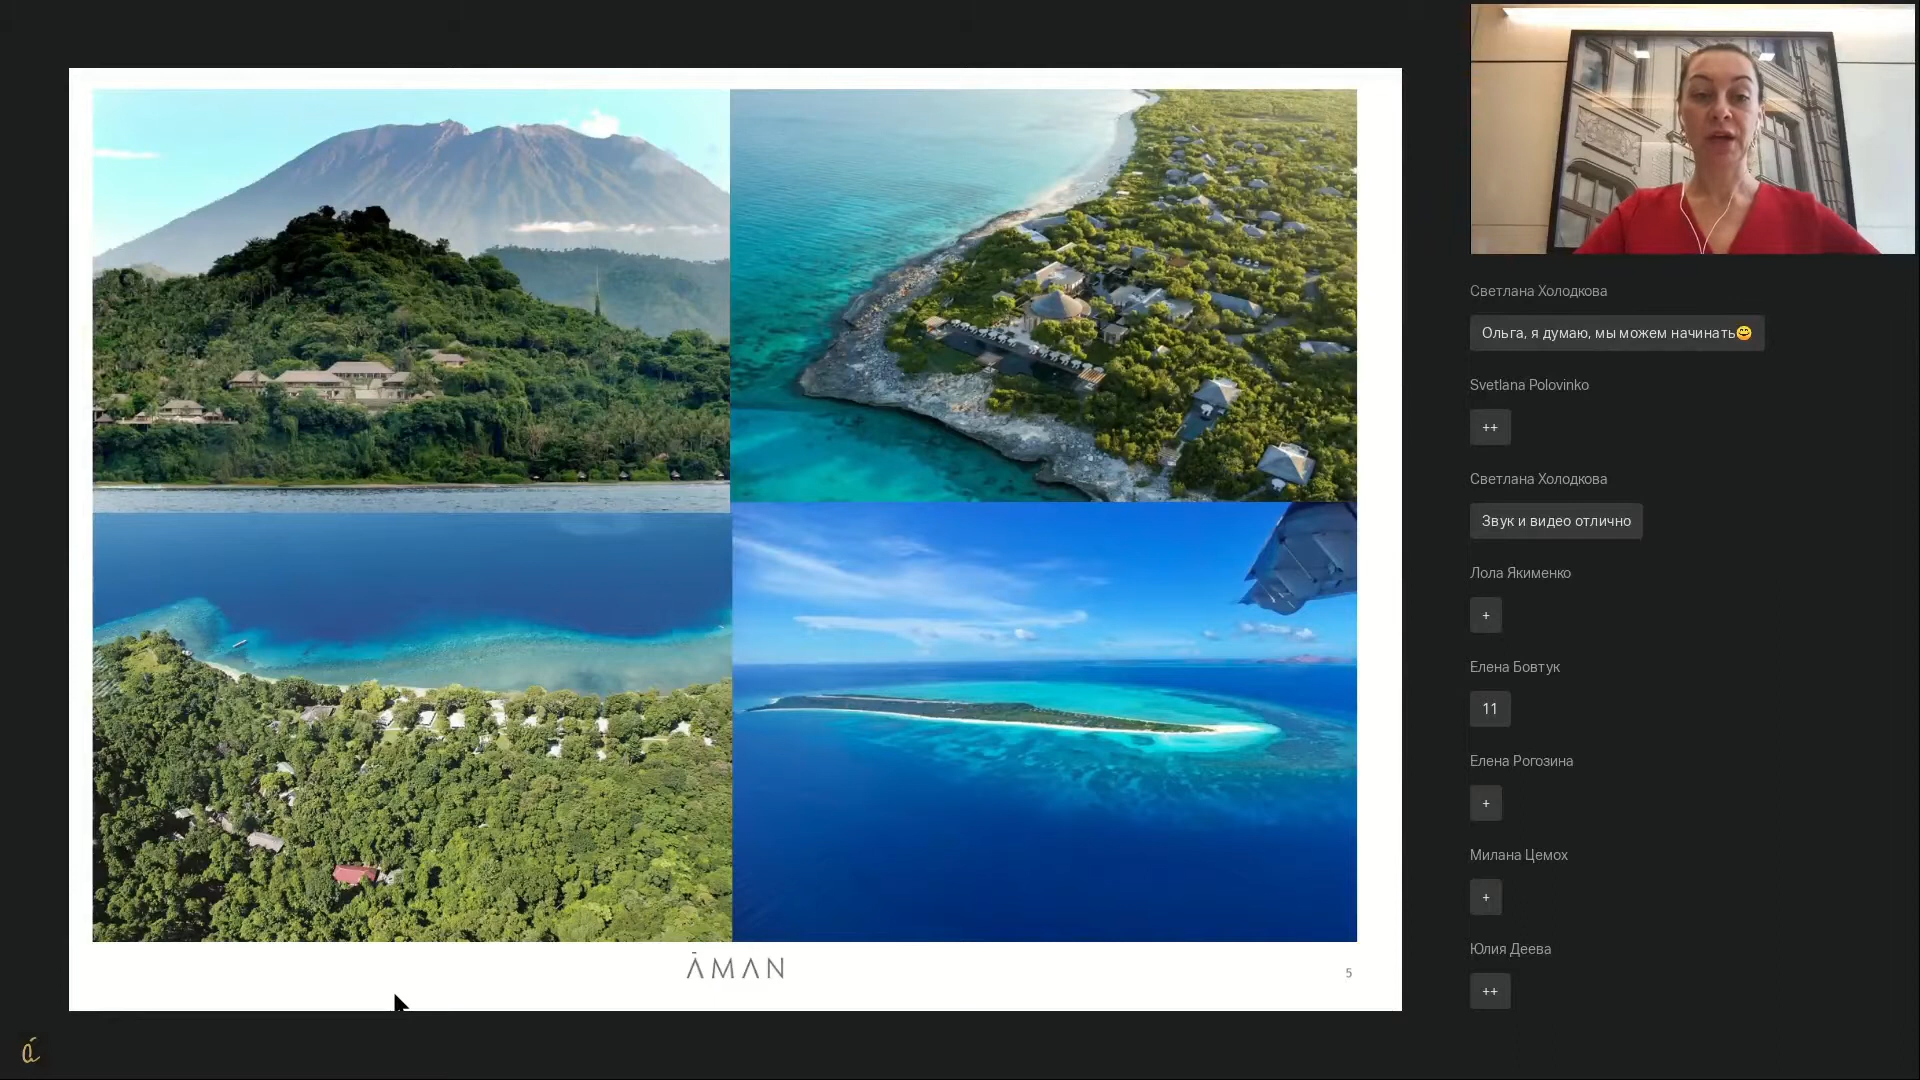 ĀMAN
5
Светлана Холодкова
Ольга, я думаю, мы можем начинать😄
Svetlana Polovinko
++
Светлана Холодкова
Звук и видео отлично
Лола Якименко
+
Елена Бовтук
11
Елена Рогозина
+
Милана Цемох
+
Юлия Деева
++
á